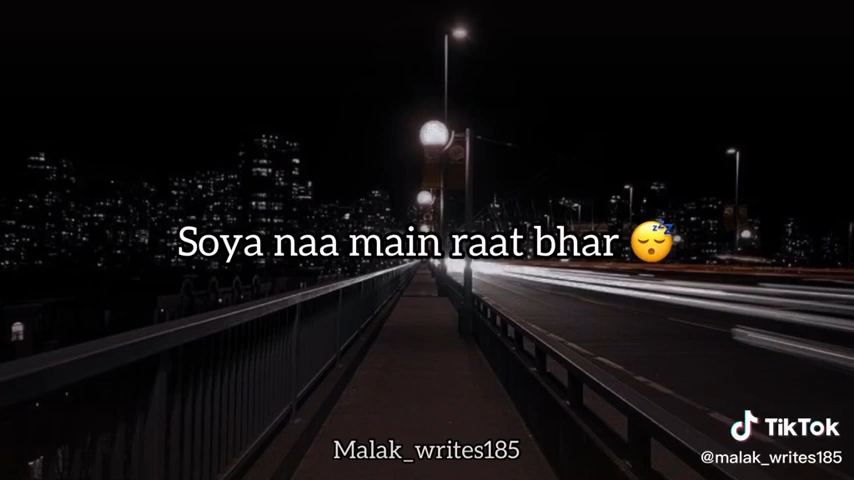 Soya naa main raat bhar 😴
Malak_writes185
TikTok
@malak_writes185